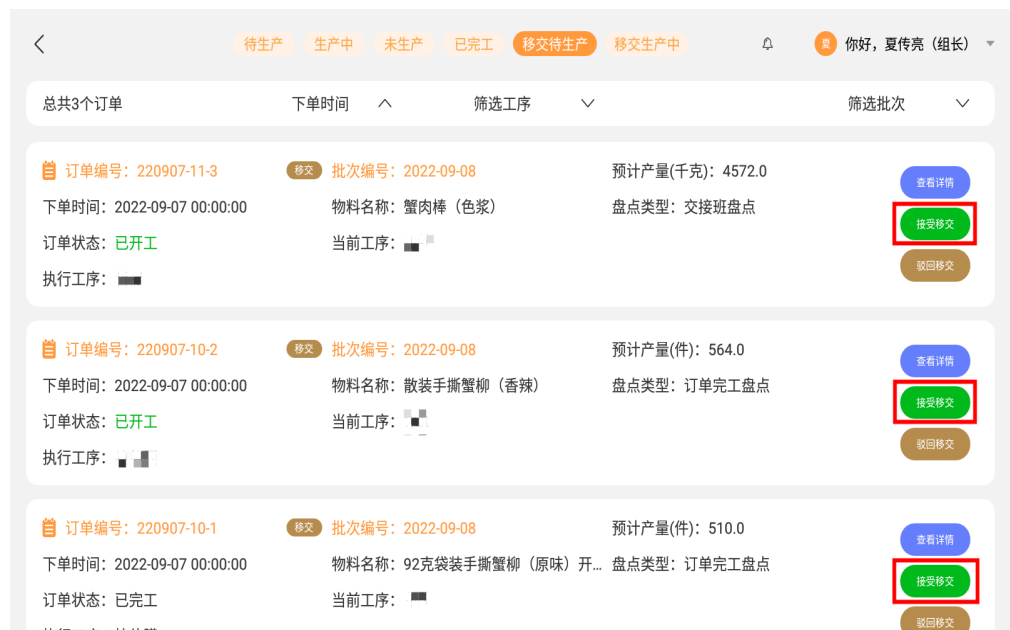 待生产 生产中 未生产 已完工 移交待生产 移交生产中 夏 你好，夏传亮（组长）
总共3个订单 下单时间 筛选工序 筛选批次
订单编号：220907-11-3 移交 批次编号：2022-09-08 预计产量(千克)：4572.0 查看详情
下单时间：2022-09-07 00:00:00 物料名称：蟹肉棒（色浆） 盘点类型：交接班盘点
接受移交
订单状态：已开工 当前工序：
驳回移交
执行工序：
订单编号：220907-10-2 移交 批次编号：2022-09-08 预计产量(件)：564.0 查看详情
下单时间：2022-09-07 00:00:00 物料名称：散装手撕蟹柳（香辣） 盘点类型：订单完工盘点
接受移交
订单状态：已开工 当前工序：
驳回移交
执行工序：
订单编号：220907-10-1 移交 批次编号：2022-09-08 预计产量(件)：510.0 查看详情
下单时间：2022-09-07 00:00:00 物料名称：92克袋装手撕蟹柳（原味）开... 盘点类型：订单完工盘点
接受移交
订单状态：已完工 当前工序：
驳回移交